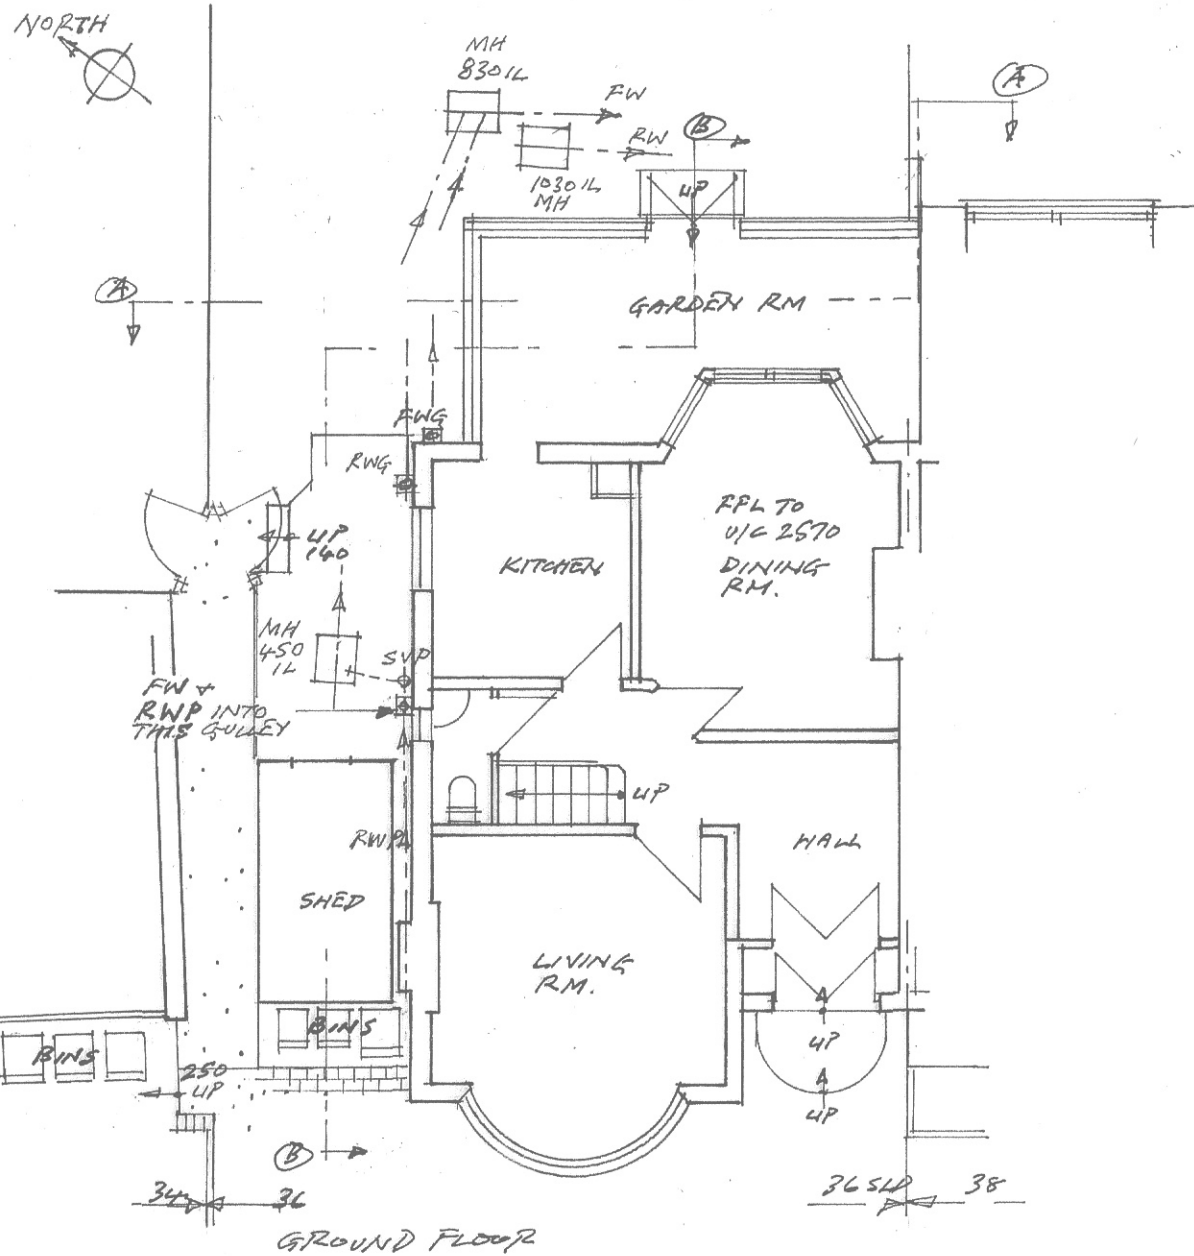 NORTH
MH
830 IL
FW
RW
1030 IL
MH
A
B
UP
A
GARDEN RM
FWG
RWG
UP
140
FFL TO
U/C 2570
DINING
RM.
KITCHEN
MH
450
IL
SVP
FW +
RWP INTO
THIS GULLEY
UP
RWP
HALL
SHED
LIVING
RM.
BINS
BINS
250
UP
UP
UP
B
34
36
36 SLD
38
GROUND FLOOR